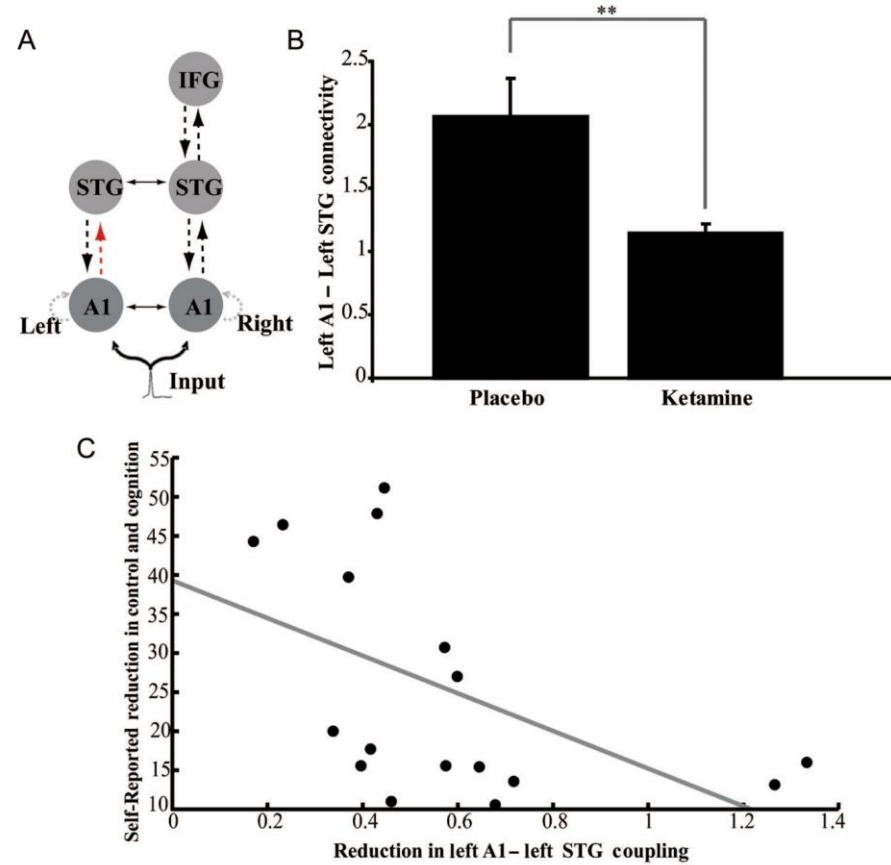 A
IFG
STG STG
A1 A1
Left Right
Input
B
**
Left A1 – Left STG connectivity
2.5
2
1.5
1
0.5
0
Placebo Ketamine
C
Self-Reported reduction in control and cognition
55
50
45
40
35
30
25
20
15
10
0 0.2 0.4 0.6 0.8 1 1.2 1.4
Reduction in left A1 – left STG coupling